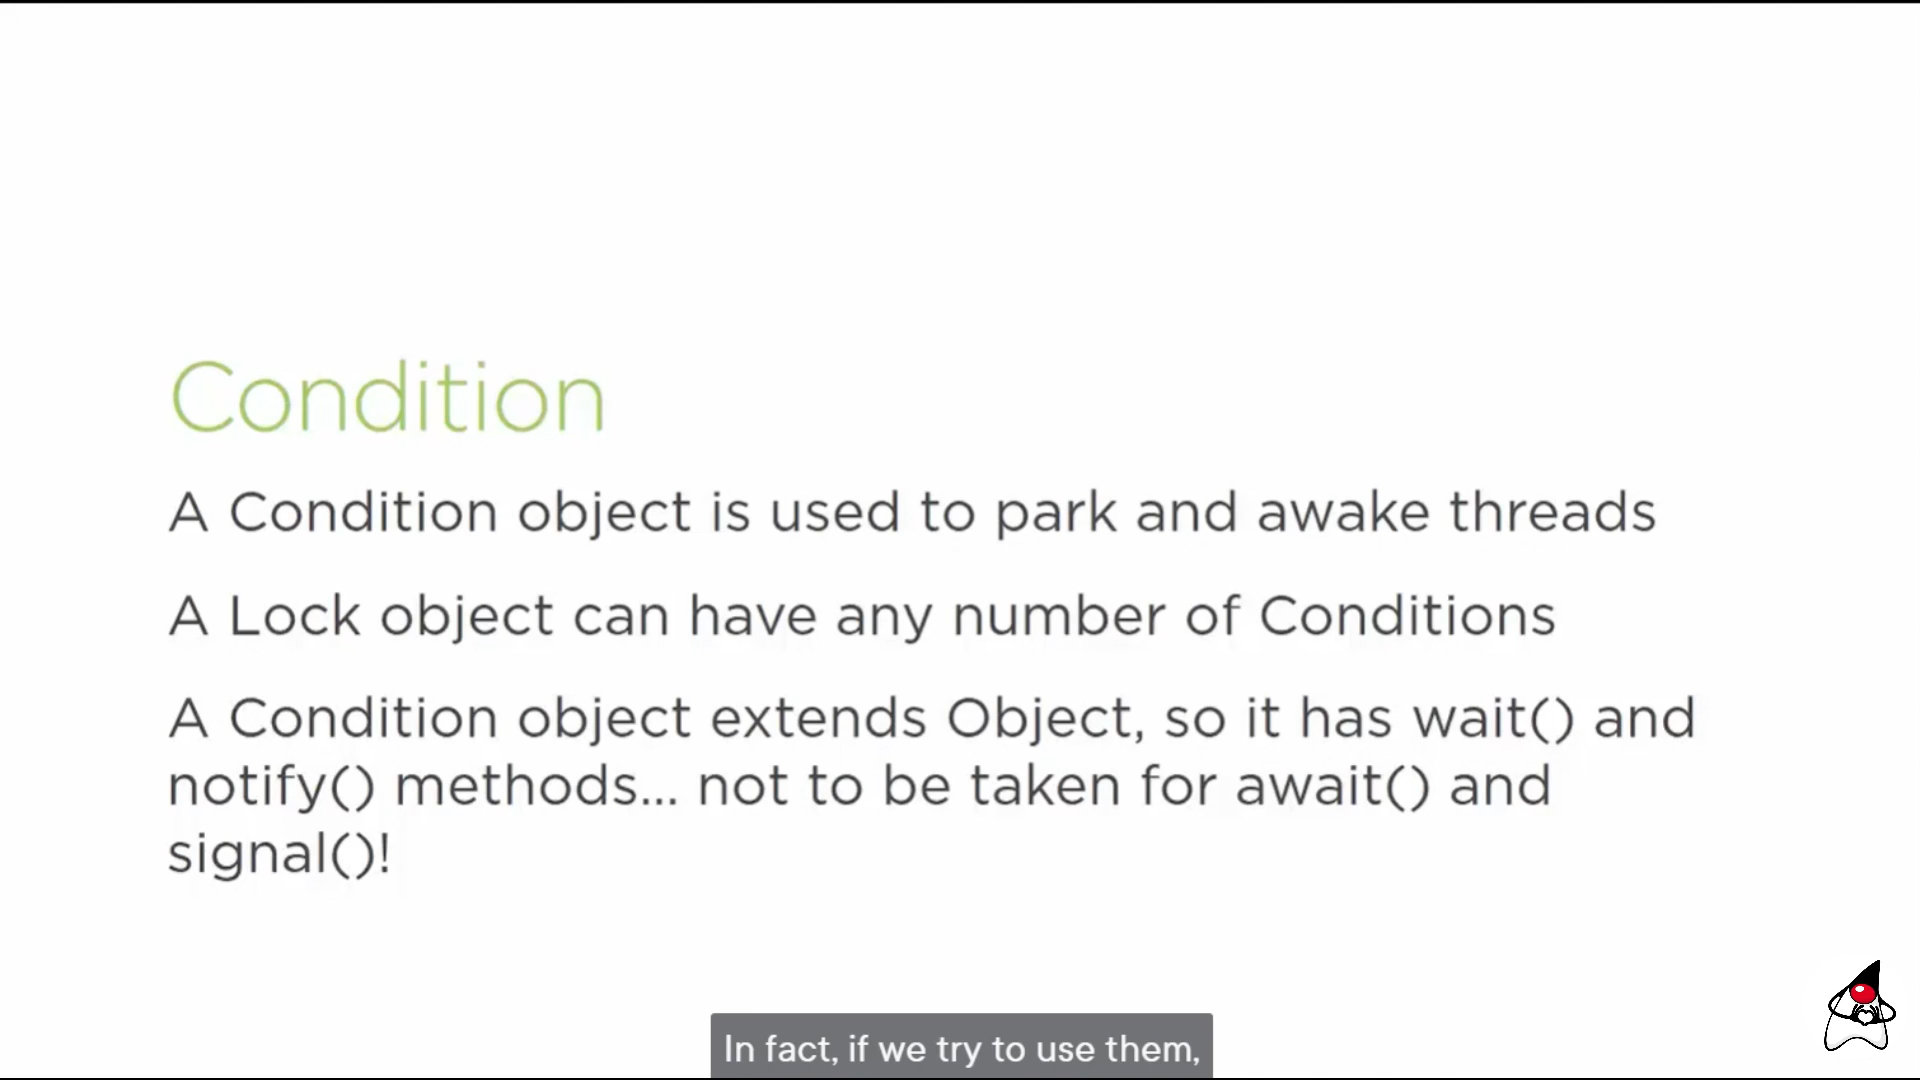 Condition
A Condition object is used to park and awake threads
A Lock object can have any number of Conditions
A Condition object extends Object, so it has wait() and
notify() methods... not to be taken for await() and
signal()!
In fact, if we try to use them,